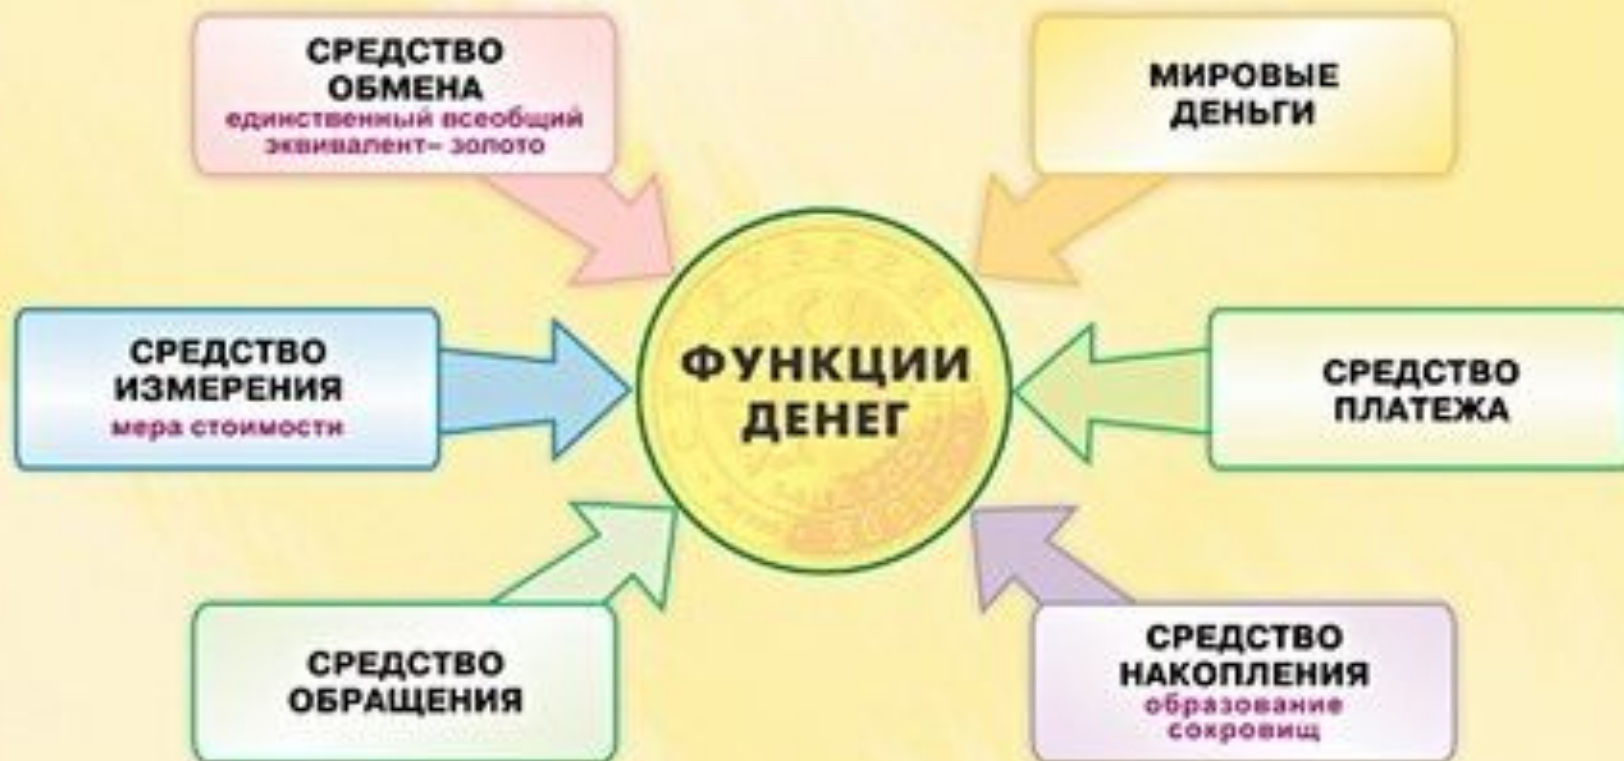 СРЕДСТВО
ОБМЕНА
единственный всеобщий
эквивалент– золото
МИРОВЫЕ
ДЕНЬГИ
СРЕДСТВО
ИЗМЕРЕНИЯ
мера стоимости
ФУНКЦИИ
ДЕНЕГ
СРЕДСТВО
ПЛАТЕЖА
СРЕДСТВО
ОБРАЩЕНИЯ
СРЕДСТВО
НАКОПЛЕНИЯ
образование
сокровищ